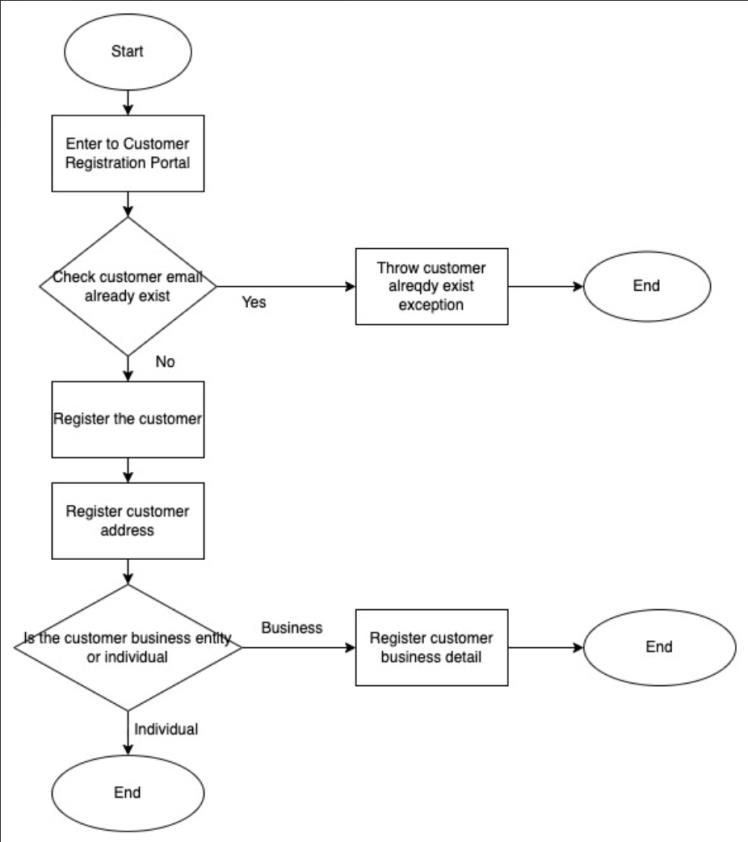 Start
Enter to Customer
Registration Portal
Check customer email
already exist
Yes
Throw customer
alreqdy exist
exception
End
No
Register the customer
Register customer
address
Is the customer business entity
or individual
Business
Register customer
business detail
End
Individual
End